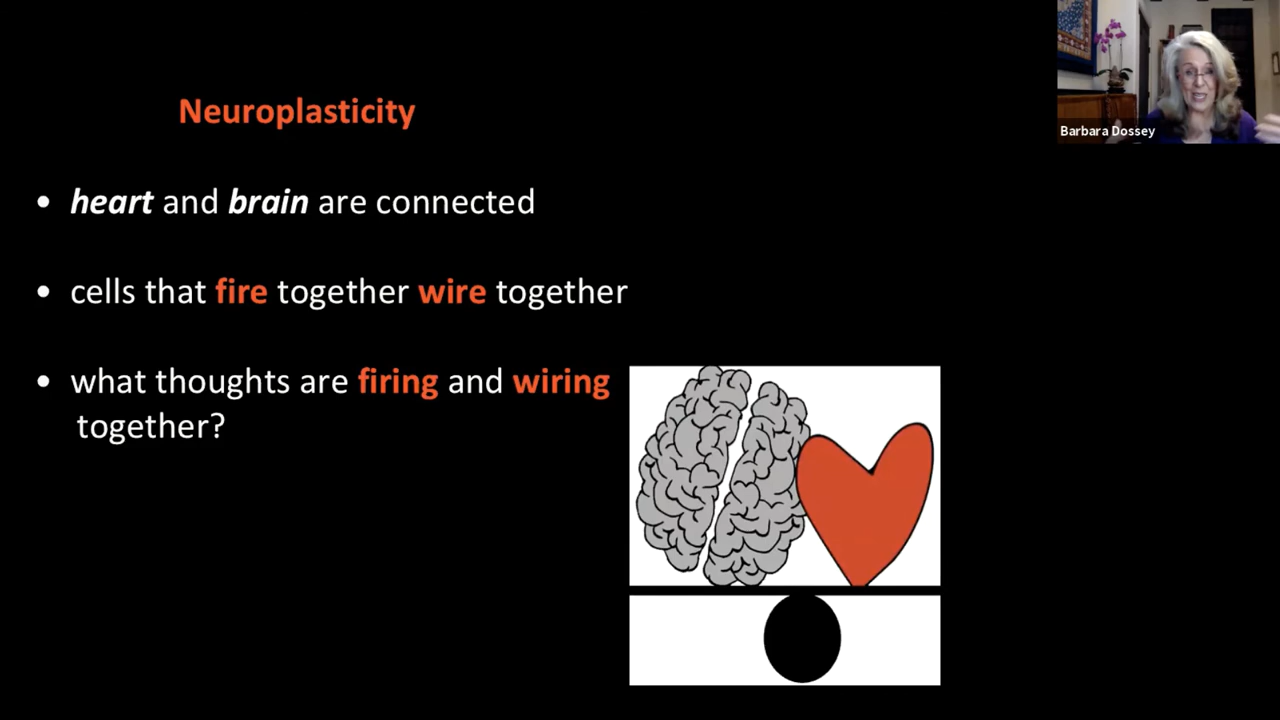 Neuroplasticity
• heart and brain are connected
• cells that fire together wire together
• what thoughts are firing and wiring
together?
Barbara Dossey